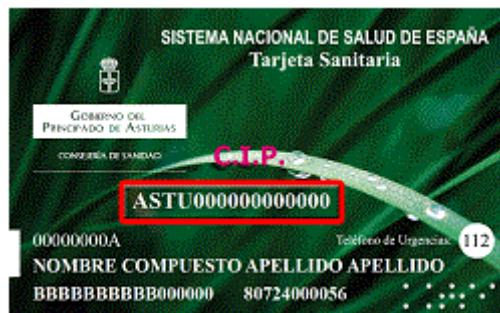 SISTEMA NACIONAL DE SALUD DE ESPAÑA
Tarjeta Sanitaria
GOBIERNO DEL
PRINCIPADO DE ASTURIAS
CONSEJERÍA DE SANIDAD
C.I.P.
ASTU000000000000
00000000A
Teléfono de Urgencias: 112
NOMBRE COMPUESTO APELLIDO APELLIDO
BBBBBBBBBB000000 80724000056